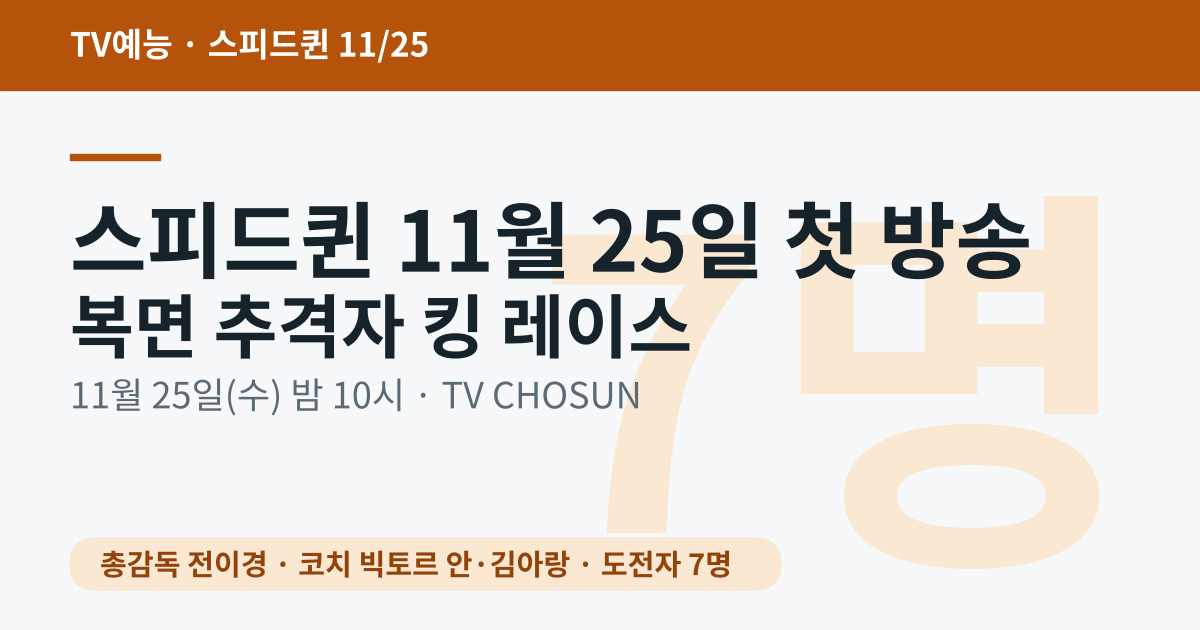 TV예능 · 스피드퀸 11/25
스피드퀸 11월 25일 첫 방송
복면 추격자 킹 레이스
11월 25일(수) 밤 10시 · TV CHOSUN
7명
총감독 전이경 · 코치 빅토르 안·김아랑 · 도전자 7명